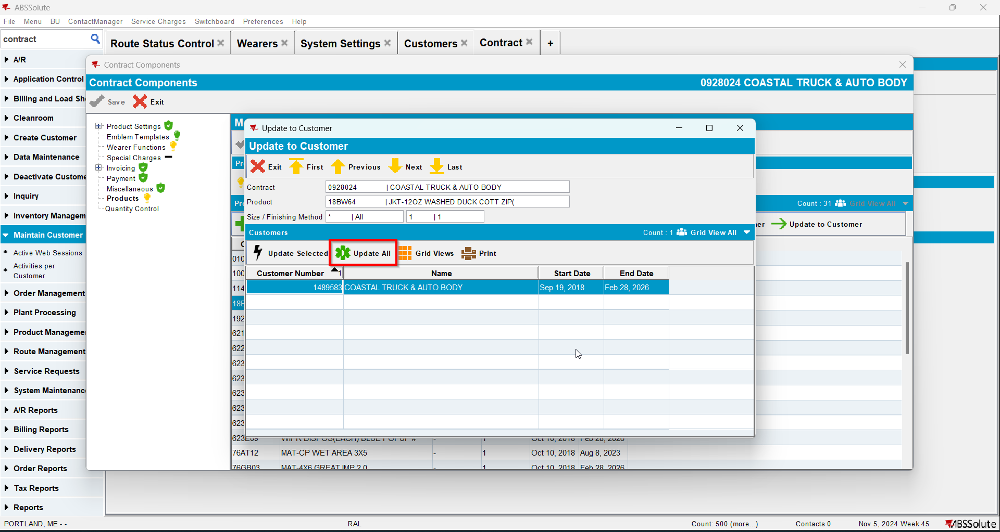 ABSSolute
File Menu BU ContactManager Service Charges Switchboard Preferences Help
contract
Route Status Control Wearers System Settings Customers Contract +
A/R
Application Control
Billing and Load Sh
Cleanroom
Create Customer
Data Maintenance
Deactivate Custome
Inquiry
Inventory Managem
Maintain Customer
Active Web Sessions
Activities per
Customer
Order Management
Plant Processing
Product Manageme
Route Management
Service Requests
System Maintenanc
A/R Reports
Billing Reports
Delivery Reports
Order Reports
Tax Reports
Reports
Contract Components
Contract Components 0928024 COASTAL TRUCK & AUTO BODY
Save Exit
Product Settings
Emblem Templates
Wearer Functions
Special Charges
Invoicing
Payment
Miscellaneous
Products
Quantity Control
Pr
Count : 31 Grid View All
er Update to Customer
010
100
114
18
192
621
622
623
623
623
623
623
Update to Customer
Update to Customer
Exit First Previous Next Last
Contract 0928024 | COASTAL TRUCK & AUTO BODY
Product 18BW64 | JKT-12OZ WASHED DUCK COTT ZIP(
Size / Finishing Method * | All 1 | 1
Customers Count : 1 Grid View All
Update Selected Update All Grid Views Print
Customer Number 1 Name Start Date End Date
1489583 COASTAL TRUCK & AUTO BODY Sep 19, 2018 Feb 28, 2026
76AT12 MAT-CP WET AREA 3X5 - 1 Oct 10, 2018 Aug 8, 2023
76GB03 MAT-4X6 GREAT IMP 2.0 - 1 Oct 10, 2018 Feb 28, 2026
PORTLAND, ME - - RAL Count: 500 (more...) Contacts 0 Nov 5, 2024 Week 45 ABSSolute